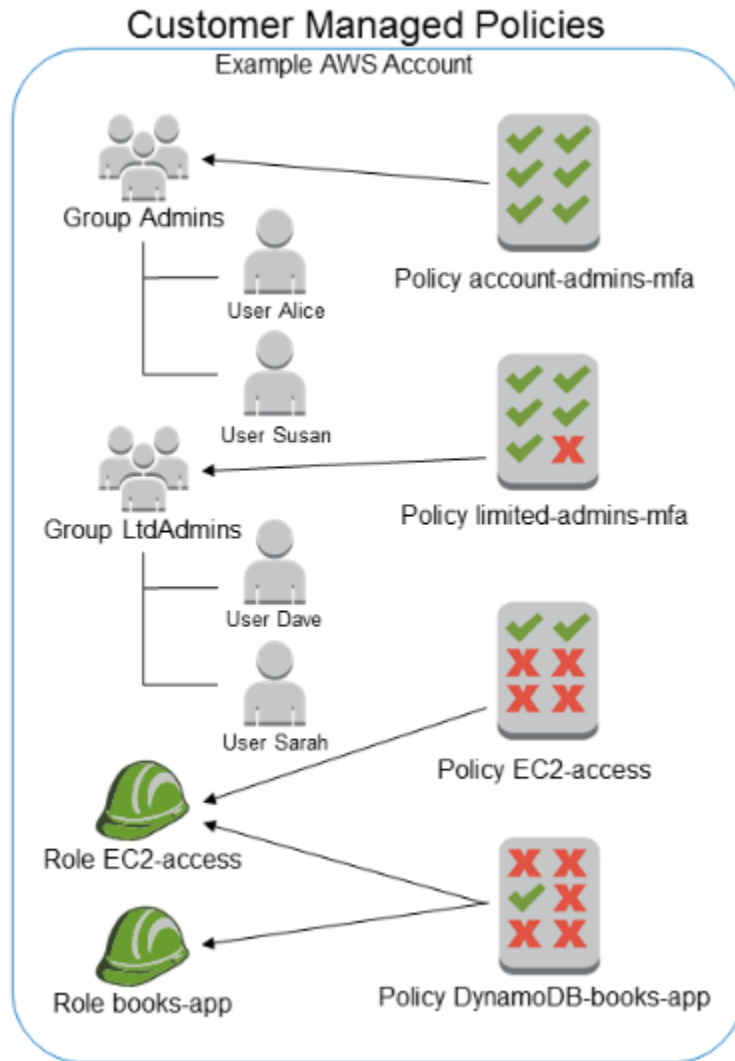 Customer Managed Policies
Example AWS Account
Group Admins
Policy account-admins-mfa
User Alice
User Susan
Group LtdAdmins
Policy limited-admins-mfa
User Dave
User Sarah
Policy EC2-access
Role EC2-access
Role books-app
Policy DynamoDB-books-app